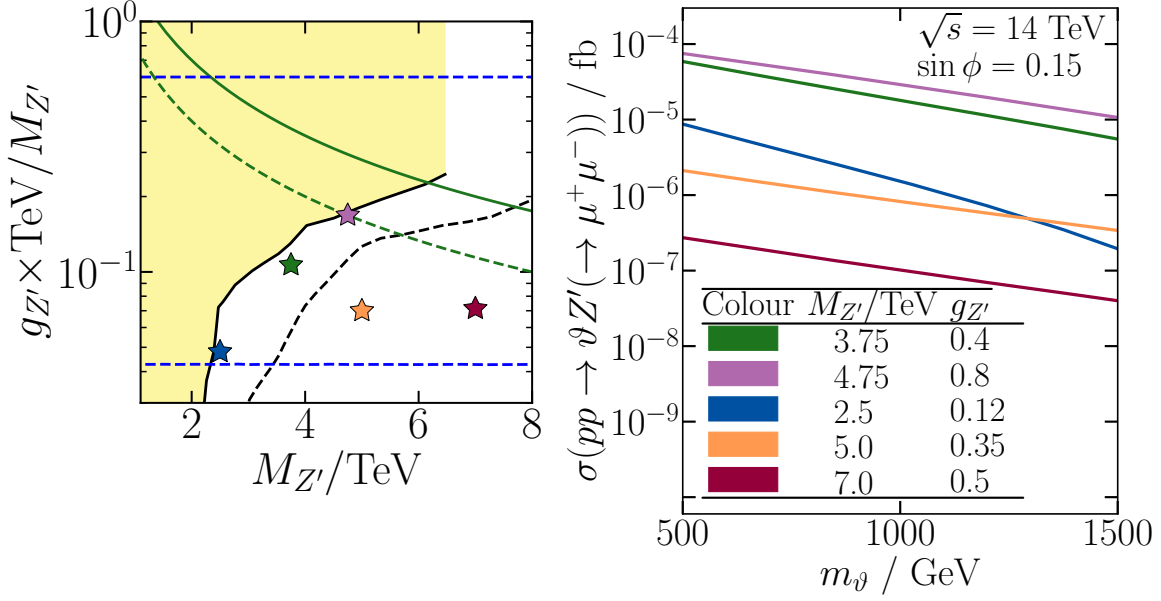 10⁰
10⁻¹
g_{Z'}×TeV/M_{Z'}
2 4 6 8
M_{Z'}/TeV
√s = 14 TeV
sin ϕ = 0.15
10⁻⁴
10⁻⁵
10⁻⁶
10⁻⁷
10⁻⁸
10⁻⁹
σ(pp → ϑZ'(→ μ⁺μ⁻)) / fb
Colour M_{Z'}/TeV g_{Z'}
3.75 0.4
4.75 0.8
2.5 0.12
5.0 0.35
7.0 0.5
500 1000 1500
m_ϑ / GeV